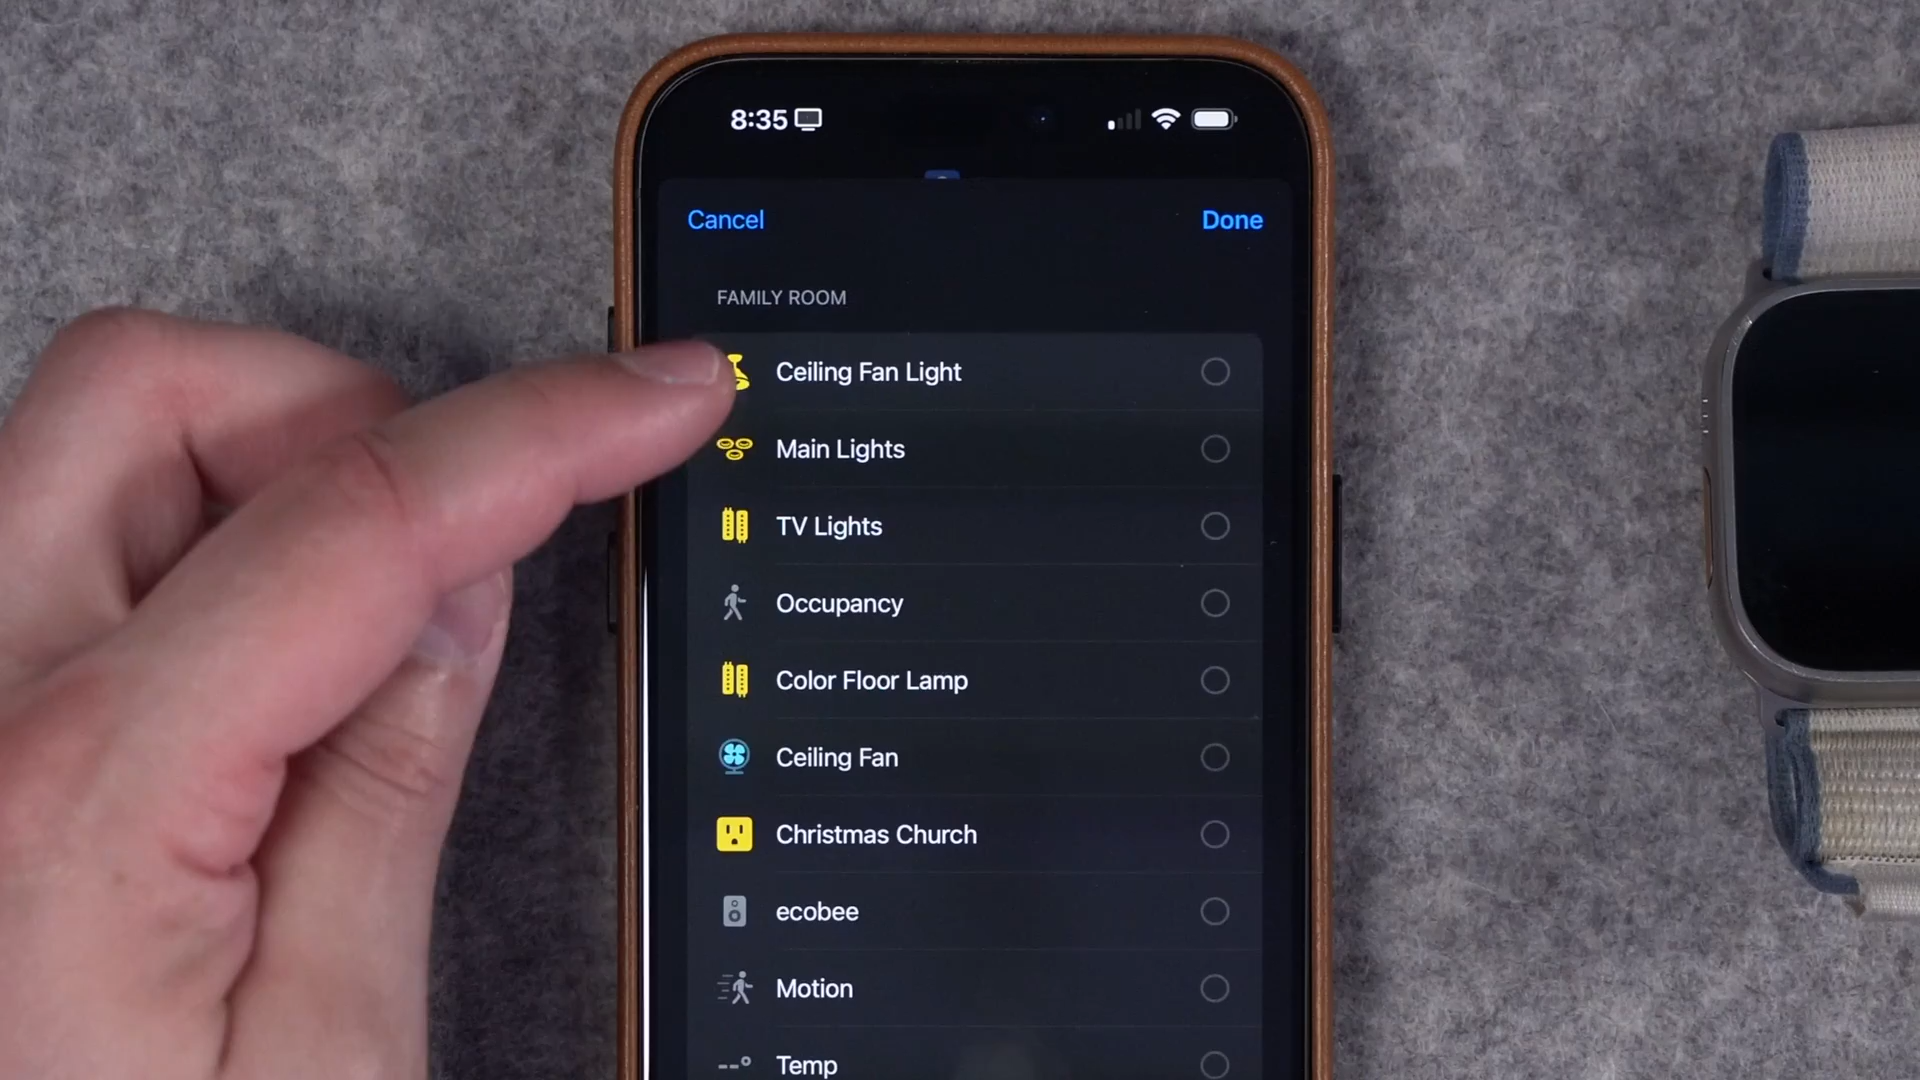 8:35
Cancel
Done
FAMILY ROOM
Ceiling Fan Light
Main Lights
TV Lights
Occupancy
Color Floor Lamp
Ceiling Fan
Christmas Church
ecobee
Motion
Temp